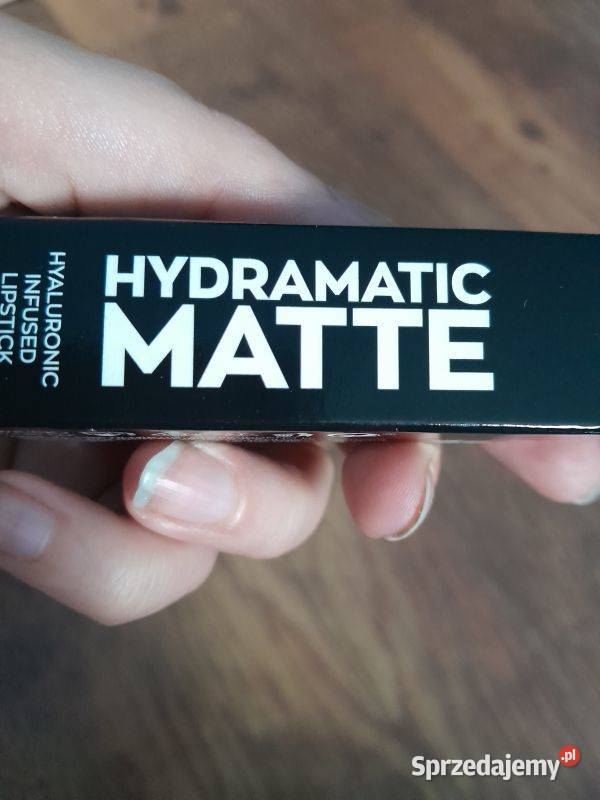 HYDRAMATIC
MATTE
HYALURONIC
INFUSED
LIPSTICK
Sprzedajemy.pl